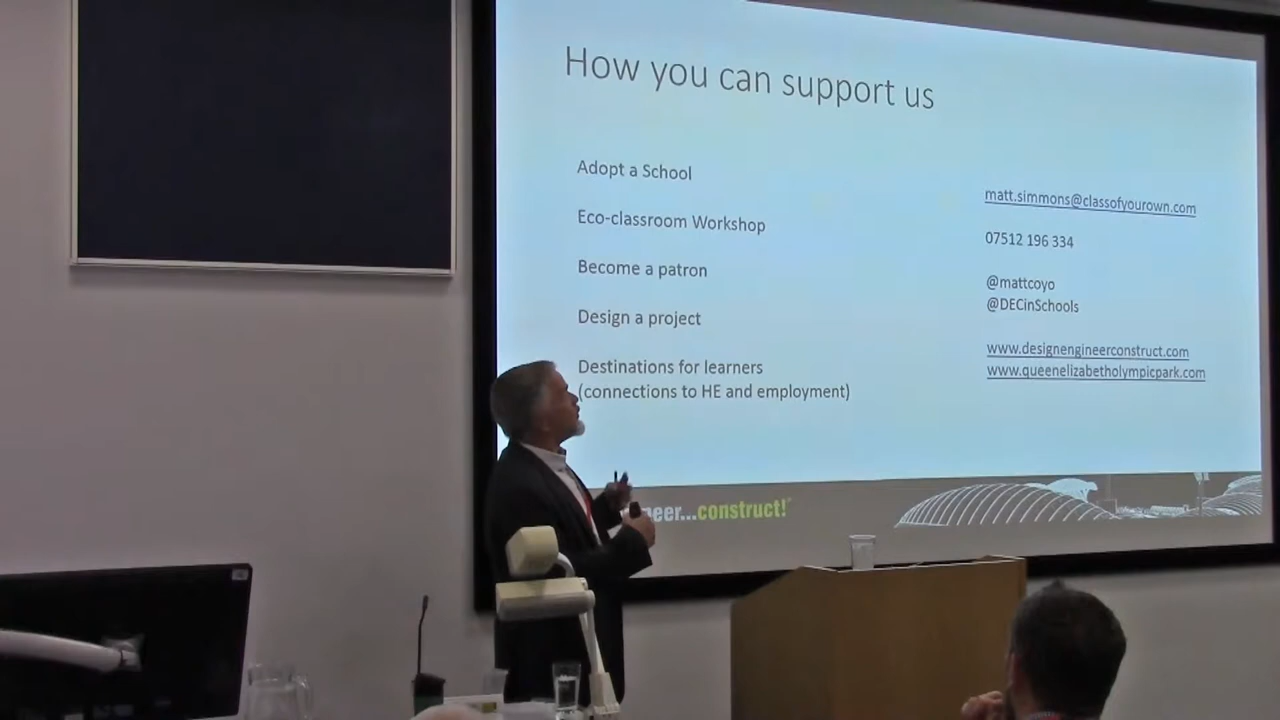 How you can support us
Adopt a School
Eco-classroom Workshop
Become a patron
Design a project
Destinations for learners
(connections to HE and employment)
matt.simmons@classofyourown.com
07512 196 334
@mattcoyo
@DECinSchools
www.designengineerconstruct.com
www.queenelizabetholympicpark.com
neer...construct!